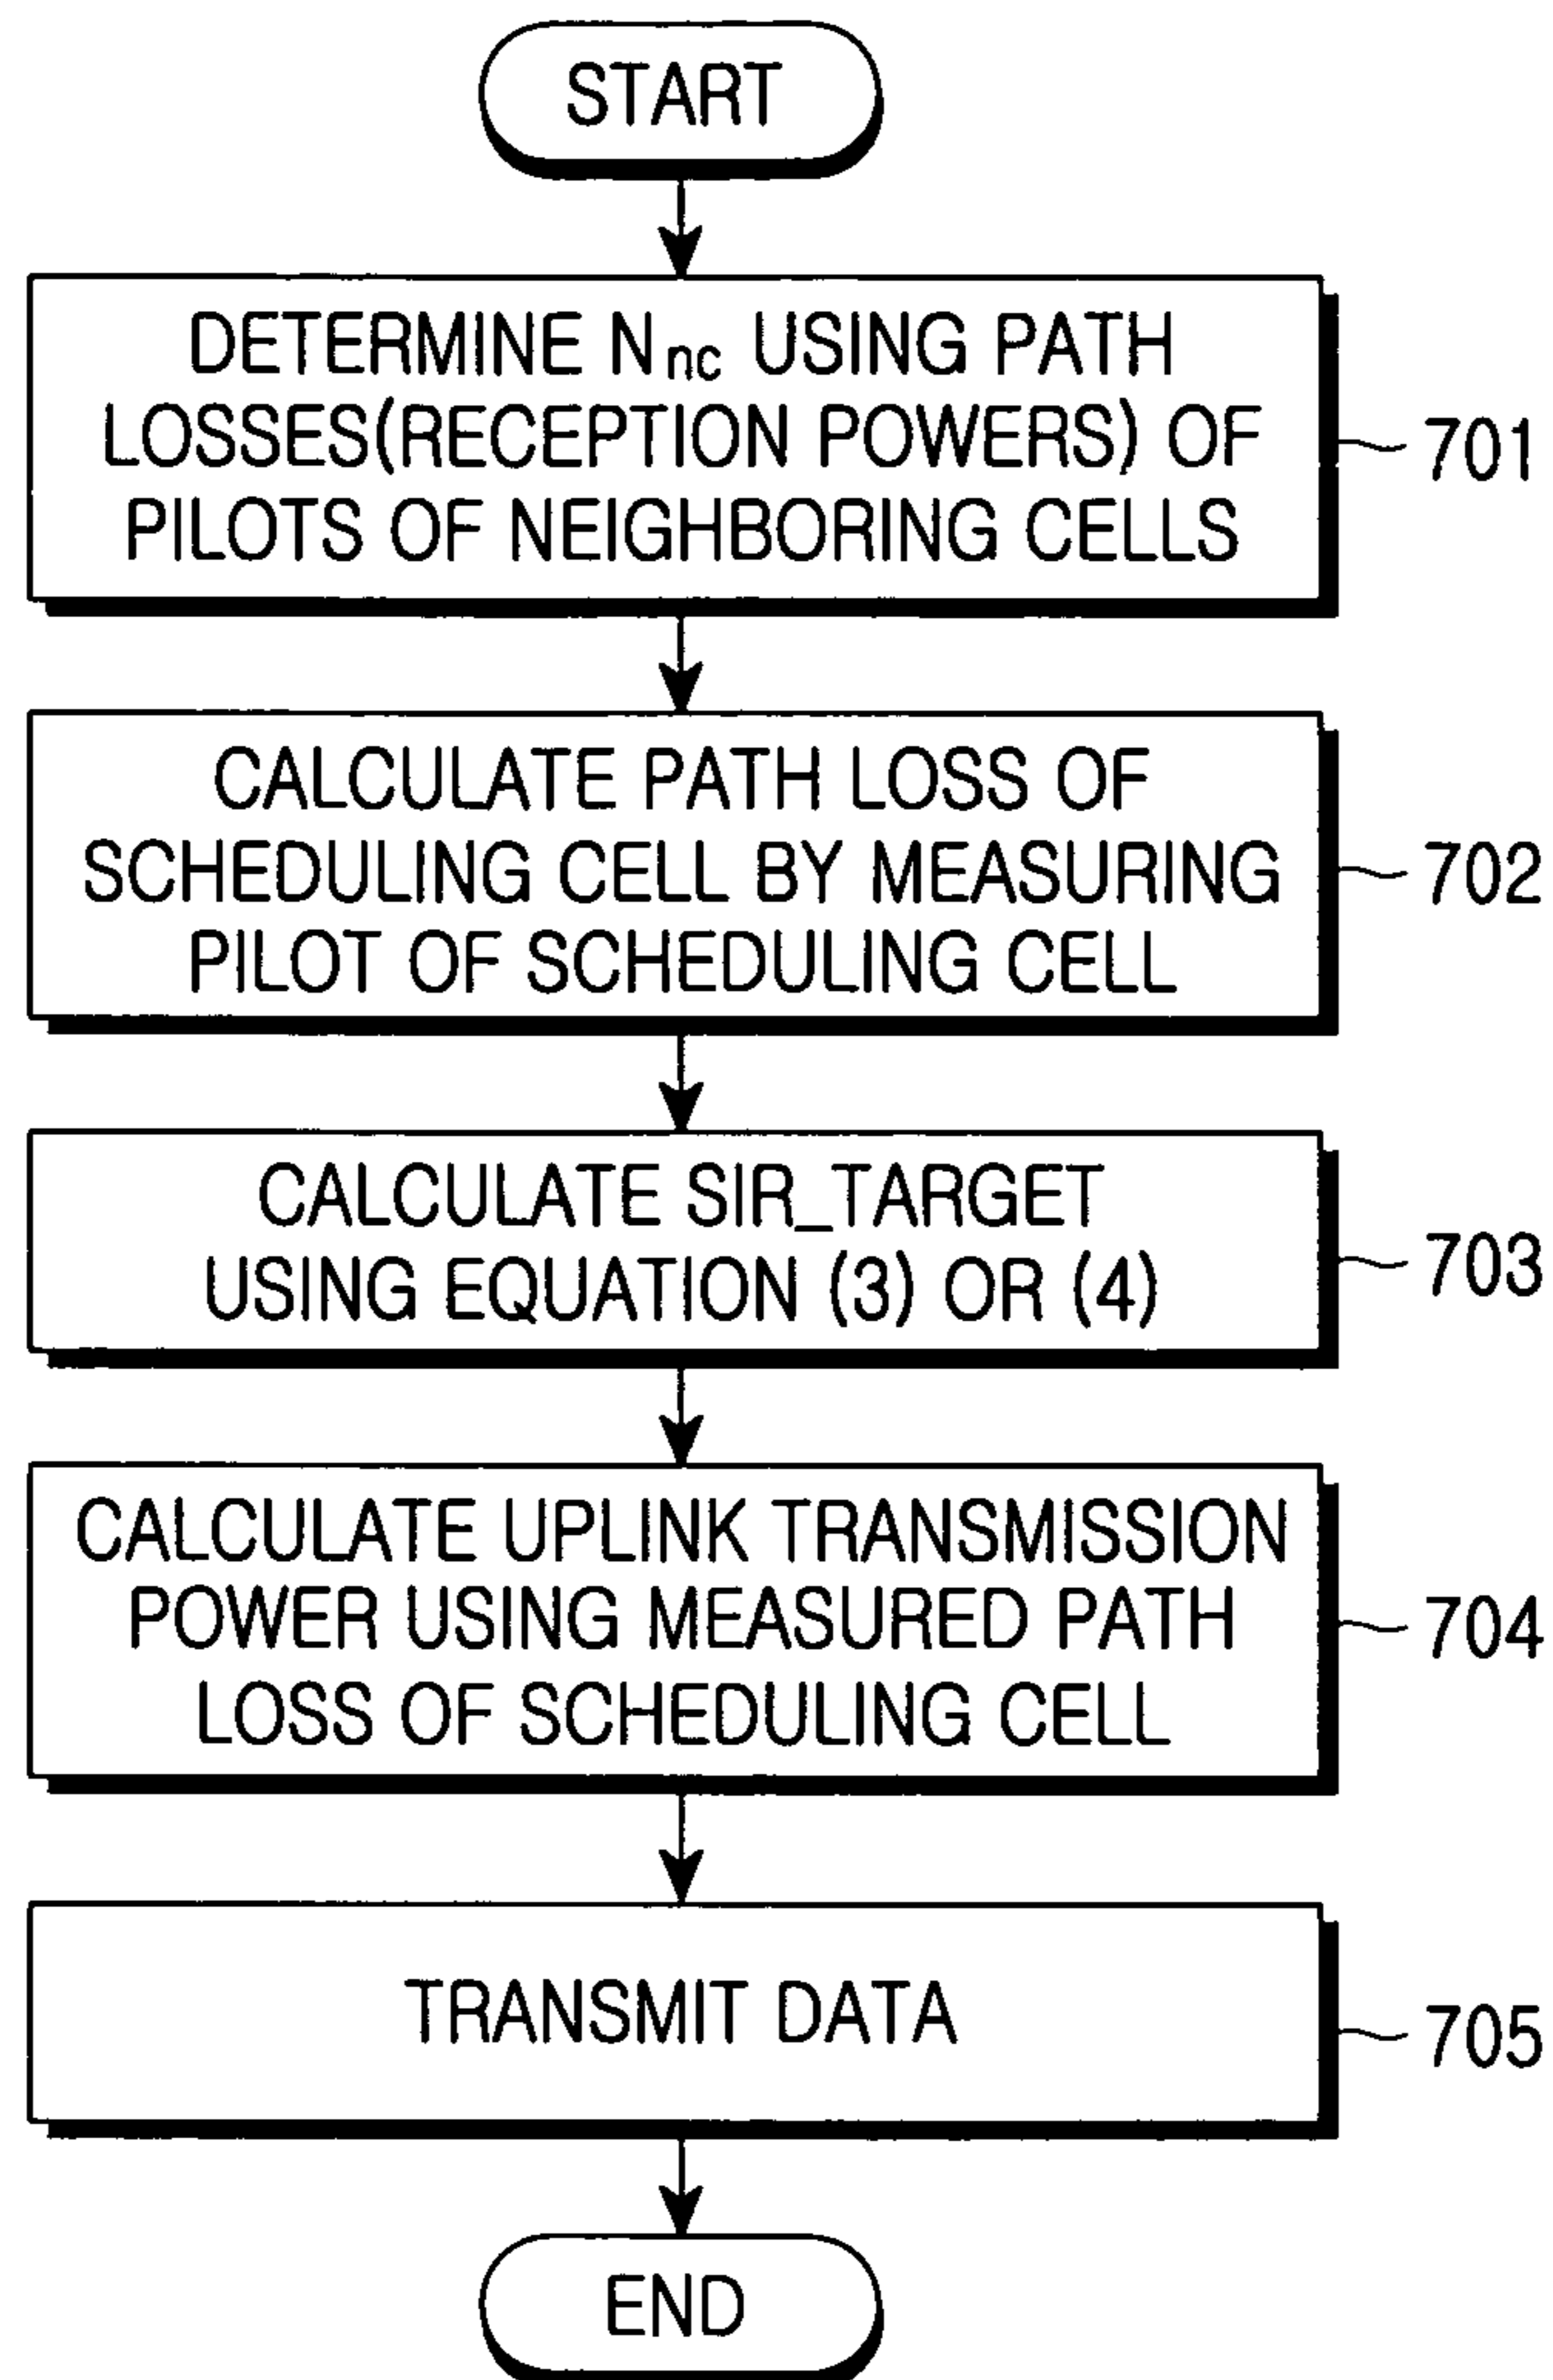 START
DETERMINE Nnc USING PATH
LOSSES(RECEPTION POWERS) OF
PILOTS OF NEIGHBORING CELLS
701
CALCULATE PATH LOSS OF
SCHEDULING CELL BY MEASURING
PILOT OF SCHEDULING CELL
702
CALCULATE SIR_TARGET
USING EQUATION (3) OR (4)
703
CALCULATE UPLINK TRANSMISSION
POWER USING MEASURED PATH
LOSS OF SCHEDULING CELL
704
TRANSMIT DATA
705
END